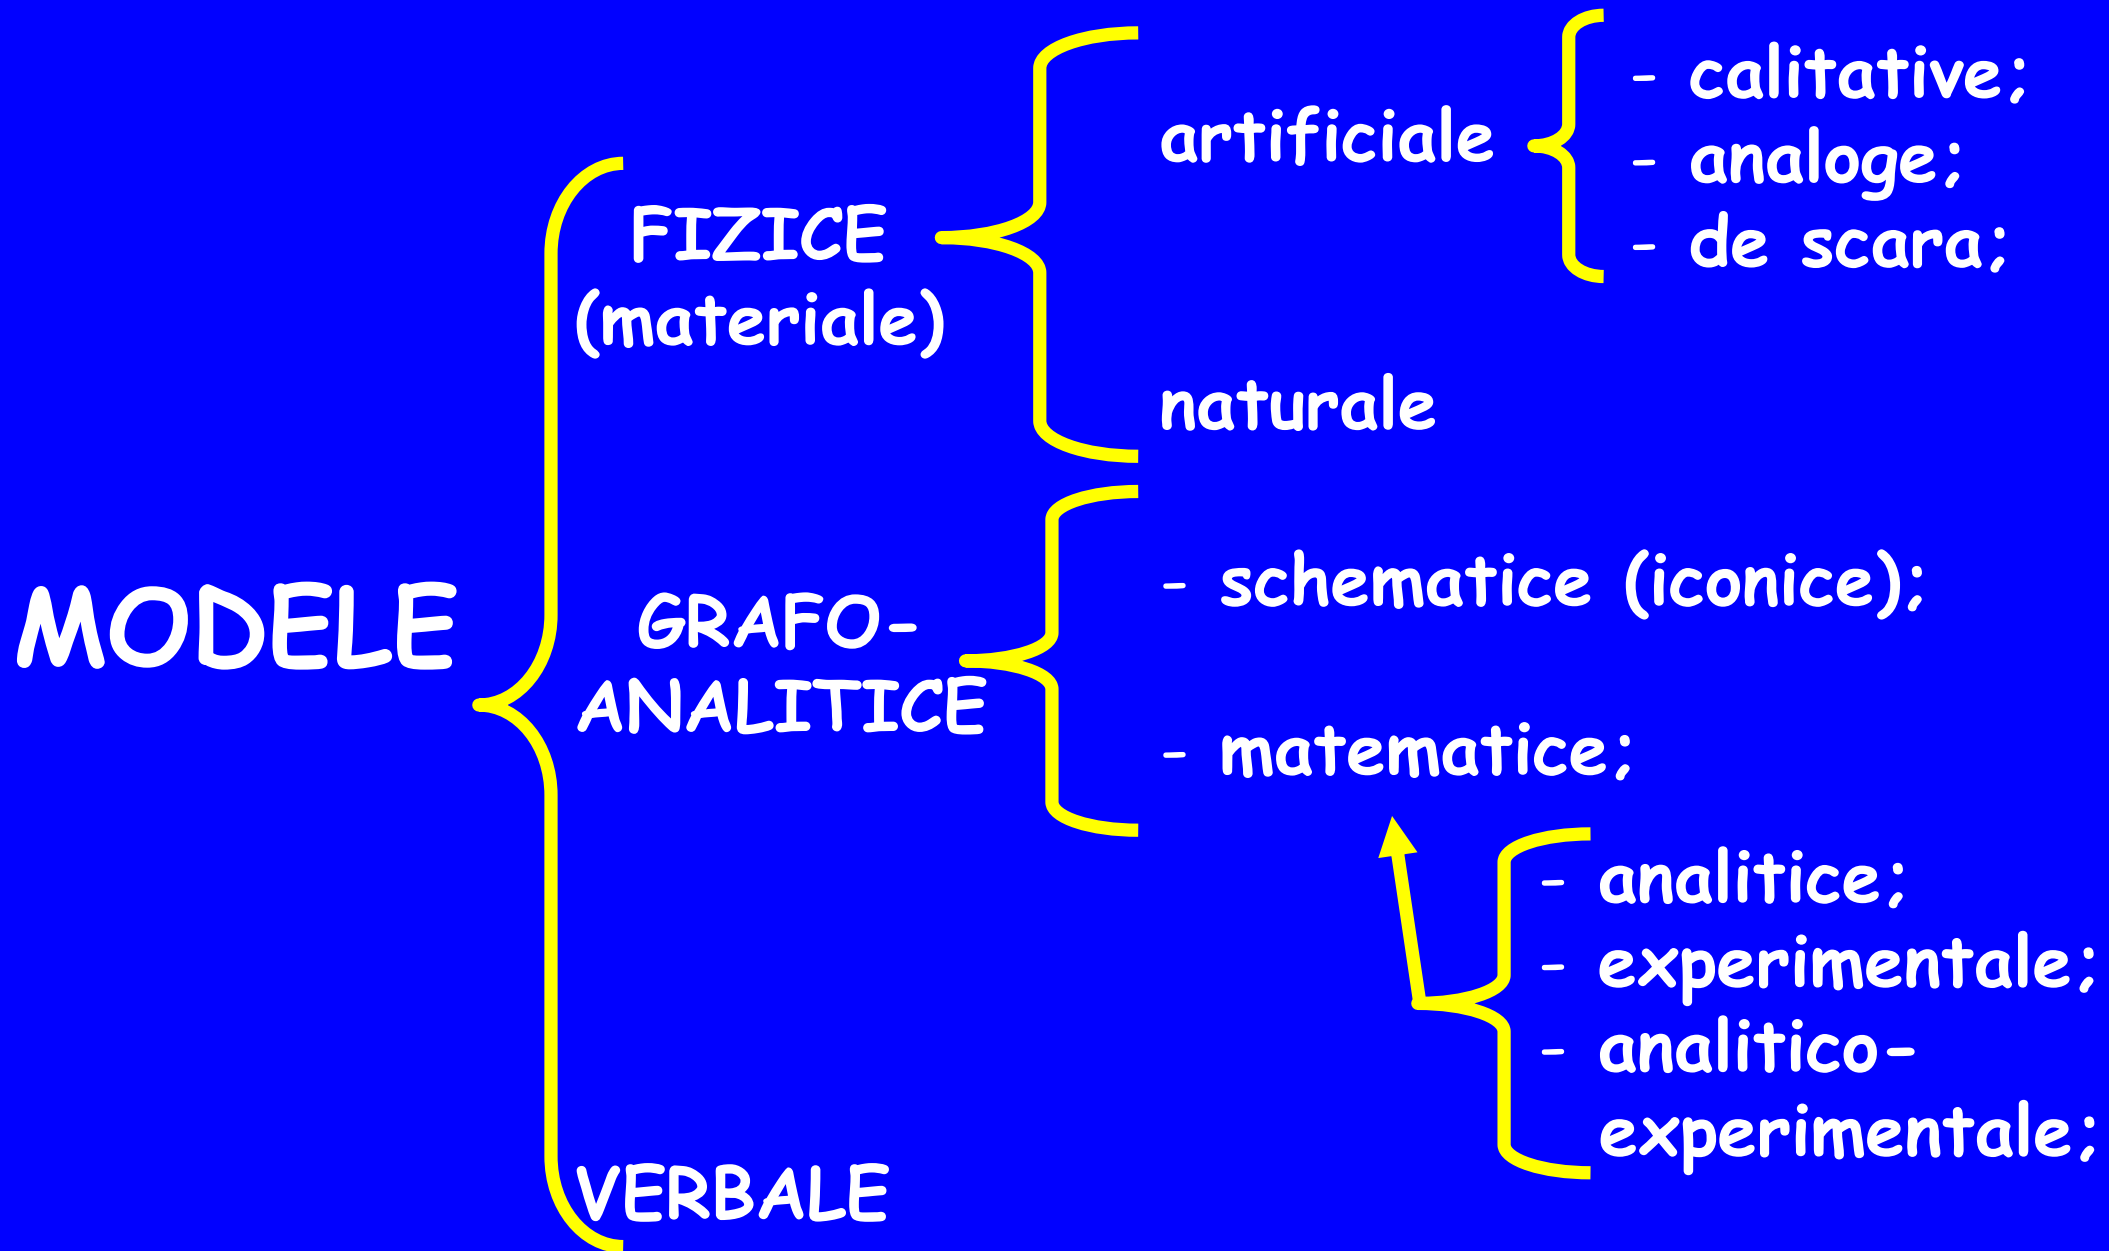 MODELE
FIZICE
(materiale)
artificiale
- calitative;
- analoge;
- de scara;
naturale
GRAFO-
ANALITICE
- schematice (iconice);
- matematice;
- analitice;
- experimentale;
- analitico-
experimentale;
VERBALE